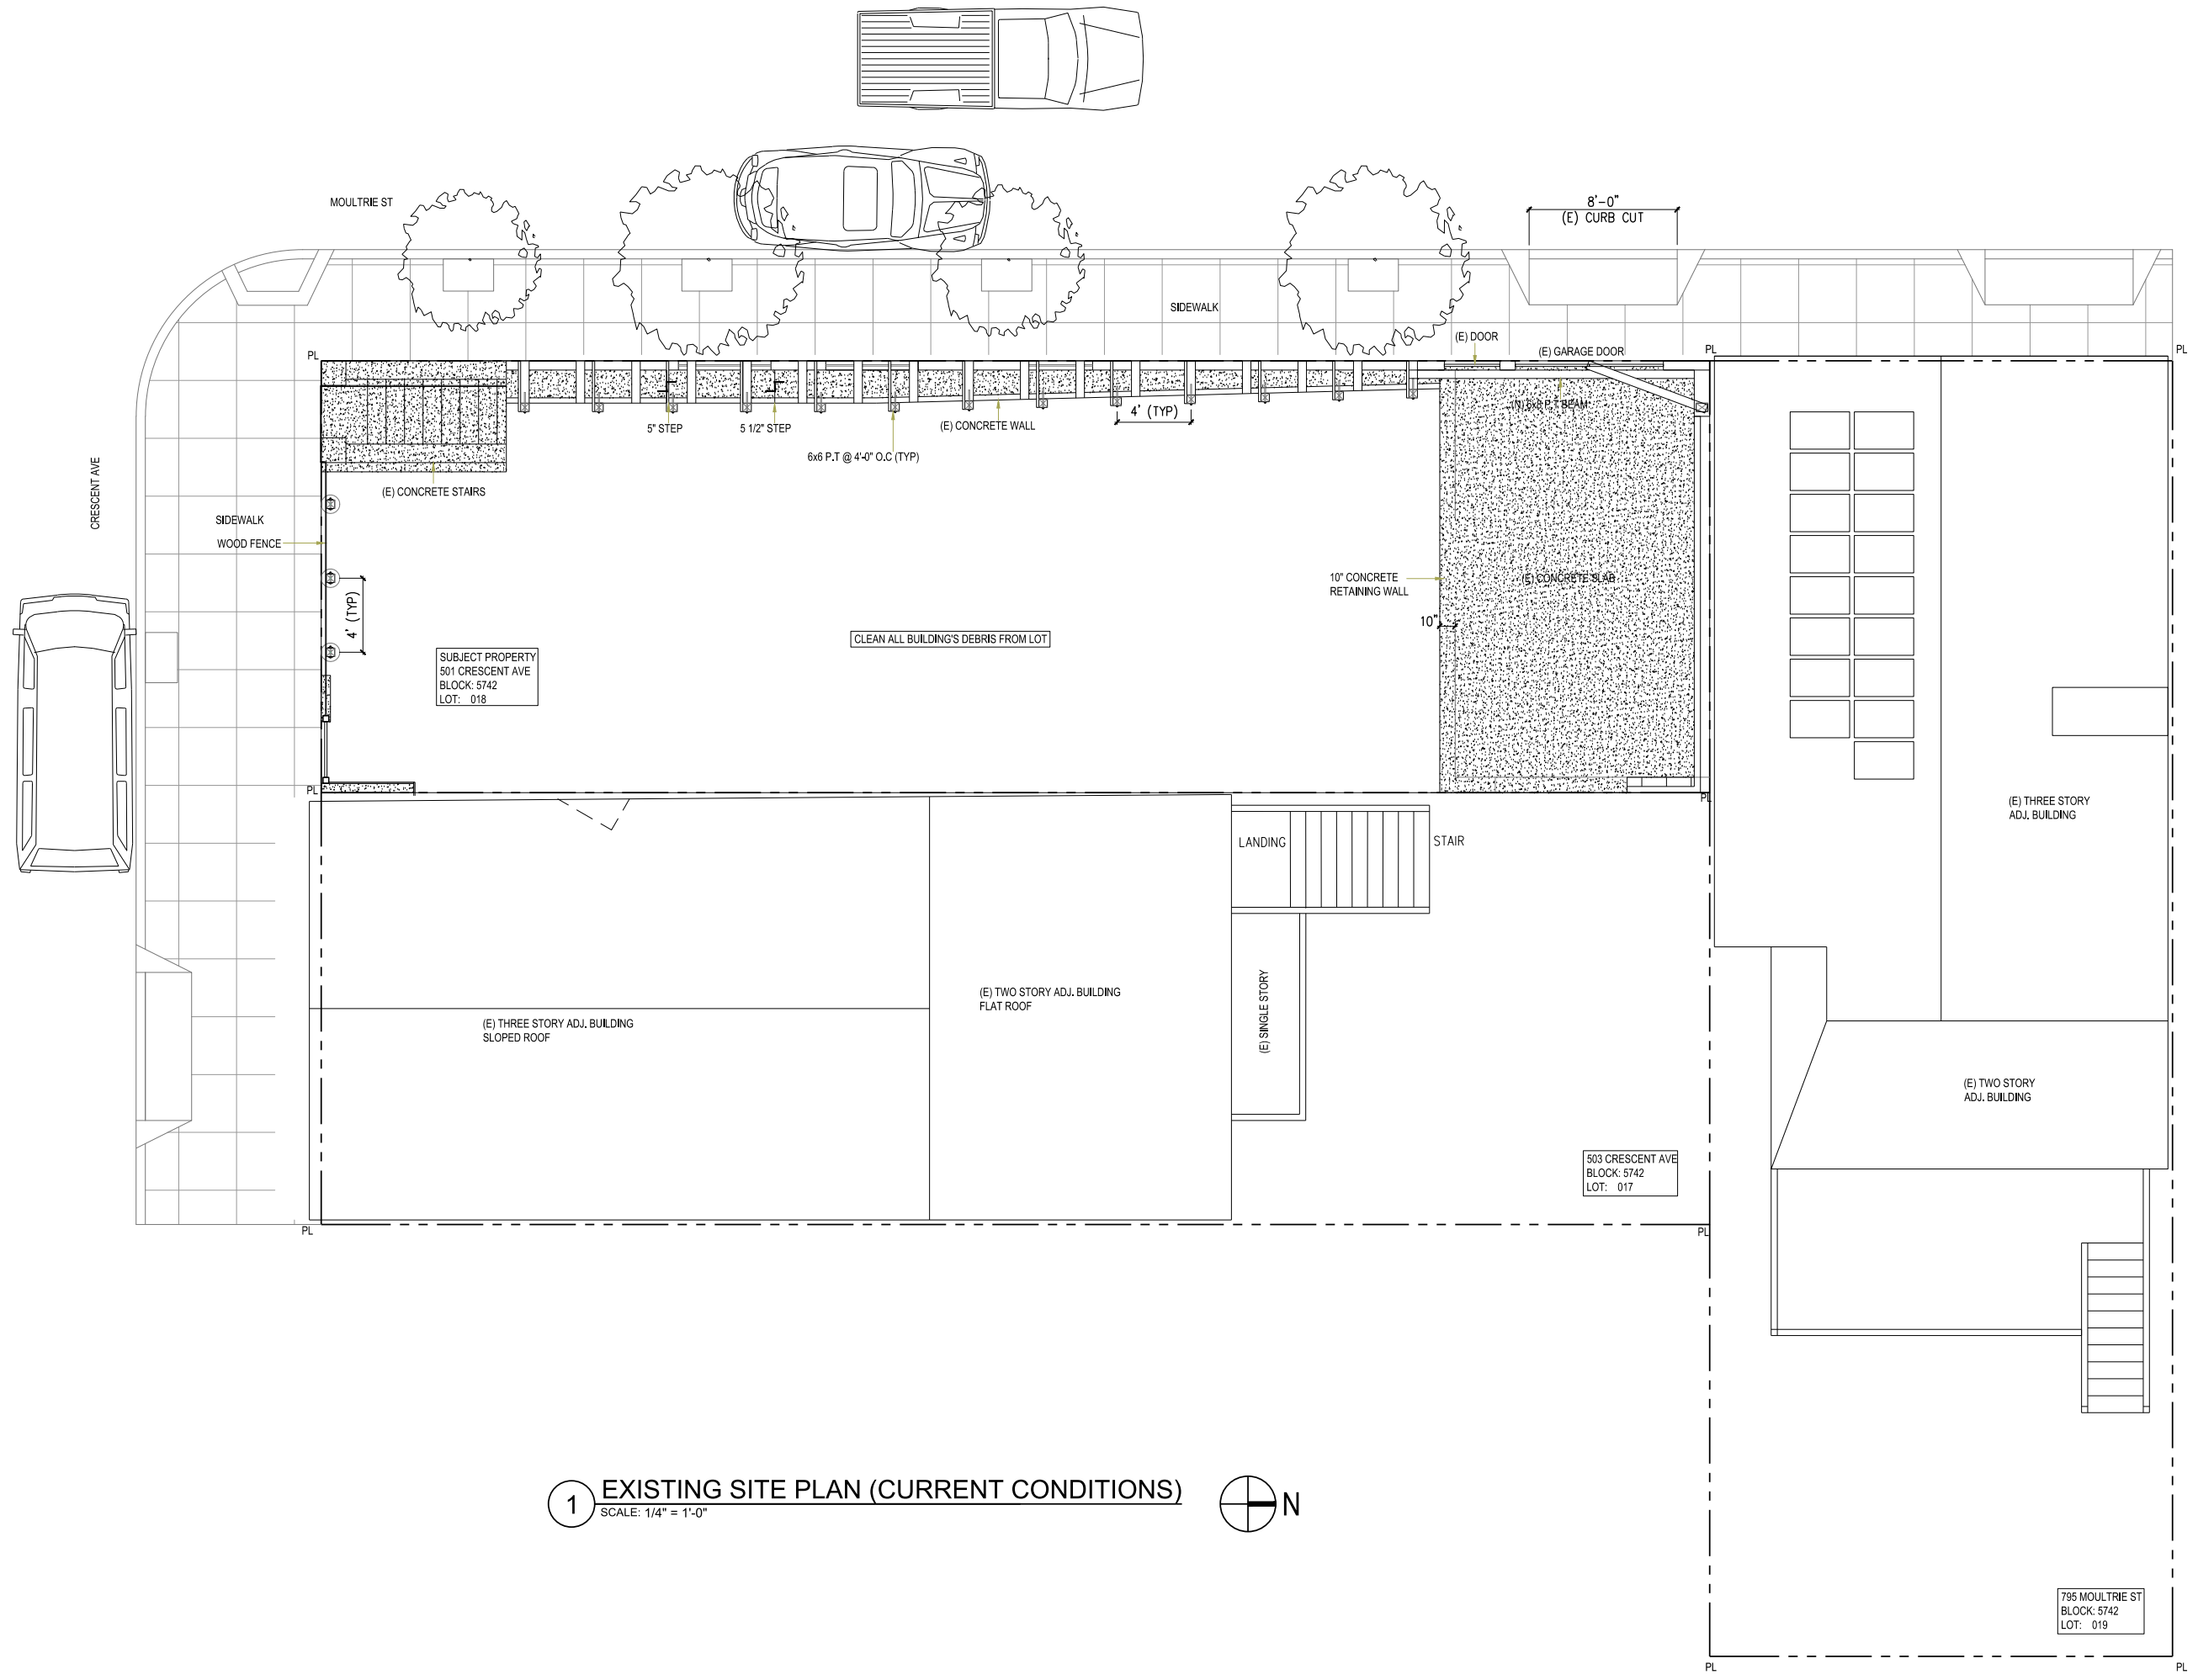 MOULTRIE ST
8'-0"
(E) CURB CUT
SIDEWALK
(E) DOOR
(E) GARAGE DOOR
PL
PL
PL
(N) 6x8 P.T BEAM
4' (TYP)
5" STEP
5 1/2" STEP
(E) CONCRETE WALL
6x6 P.T @ 4'-0" O.C (TYP)
CRESCENT AVE
(E) CONCRETE STAIRS
SIDEWALK
WOOD FENCE
10" CONCRETE
RETAINING WALL
(E) CONCRETE SLAB
4' (TYP)
10"
CLEAN ALL BUILDING'S DEBRIS FROM LOT
SUBJECT PROPERTY
501 CRESCENT AVE
BLOCK: 5742
LOT: 018
PL
PL
(E) THREE STORY
ADJ. BUILDING
LANDING
STAIR
(E) TWO STORY ADJ. BUILDING
FLAT ROOF
(E) SINGLE STORY
(E) THREE STORY ADJ. BUILDING
SLOPED ROOF
(E) TWO STORY
ADJ. BUILDING
503 CRESCENT AVE
BLOCK: 5742
LOT: 017
PL
PL
1
EXISTING SITE PLAN (CURRENT CONDITIONS)
SCALE: 1/4" = 1'-0"
N
795 MOULTRIE ST
BLOCK: 5742
LOT: 019
PL
PL